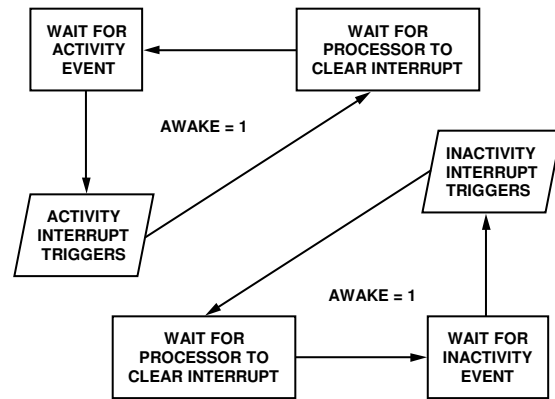 WAIT FOR
ACTIVITY
EVENT
WAIT FOR
PROCESSOR TO
CLEAR INTERRUPT
AWAKE = 1
ACTIVITY
INTERRUPT
TRIGGERS
INACTIVITY
INTERRUPT
TRIGGERS
AWAKE = 1
WAIT FOR
PROCESSOR TO
CLEAR INTERRUPT
WAIT FOR
INACTIVITY
EVENT